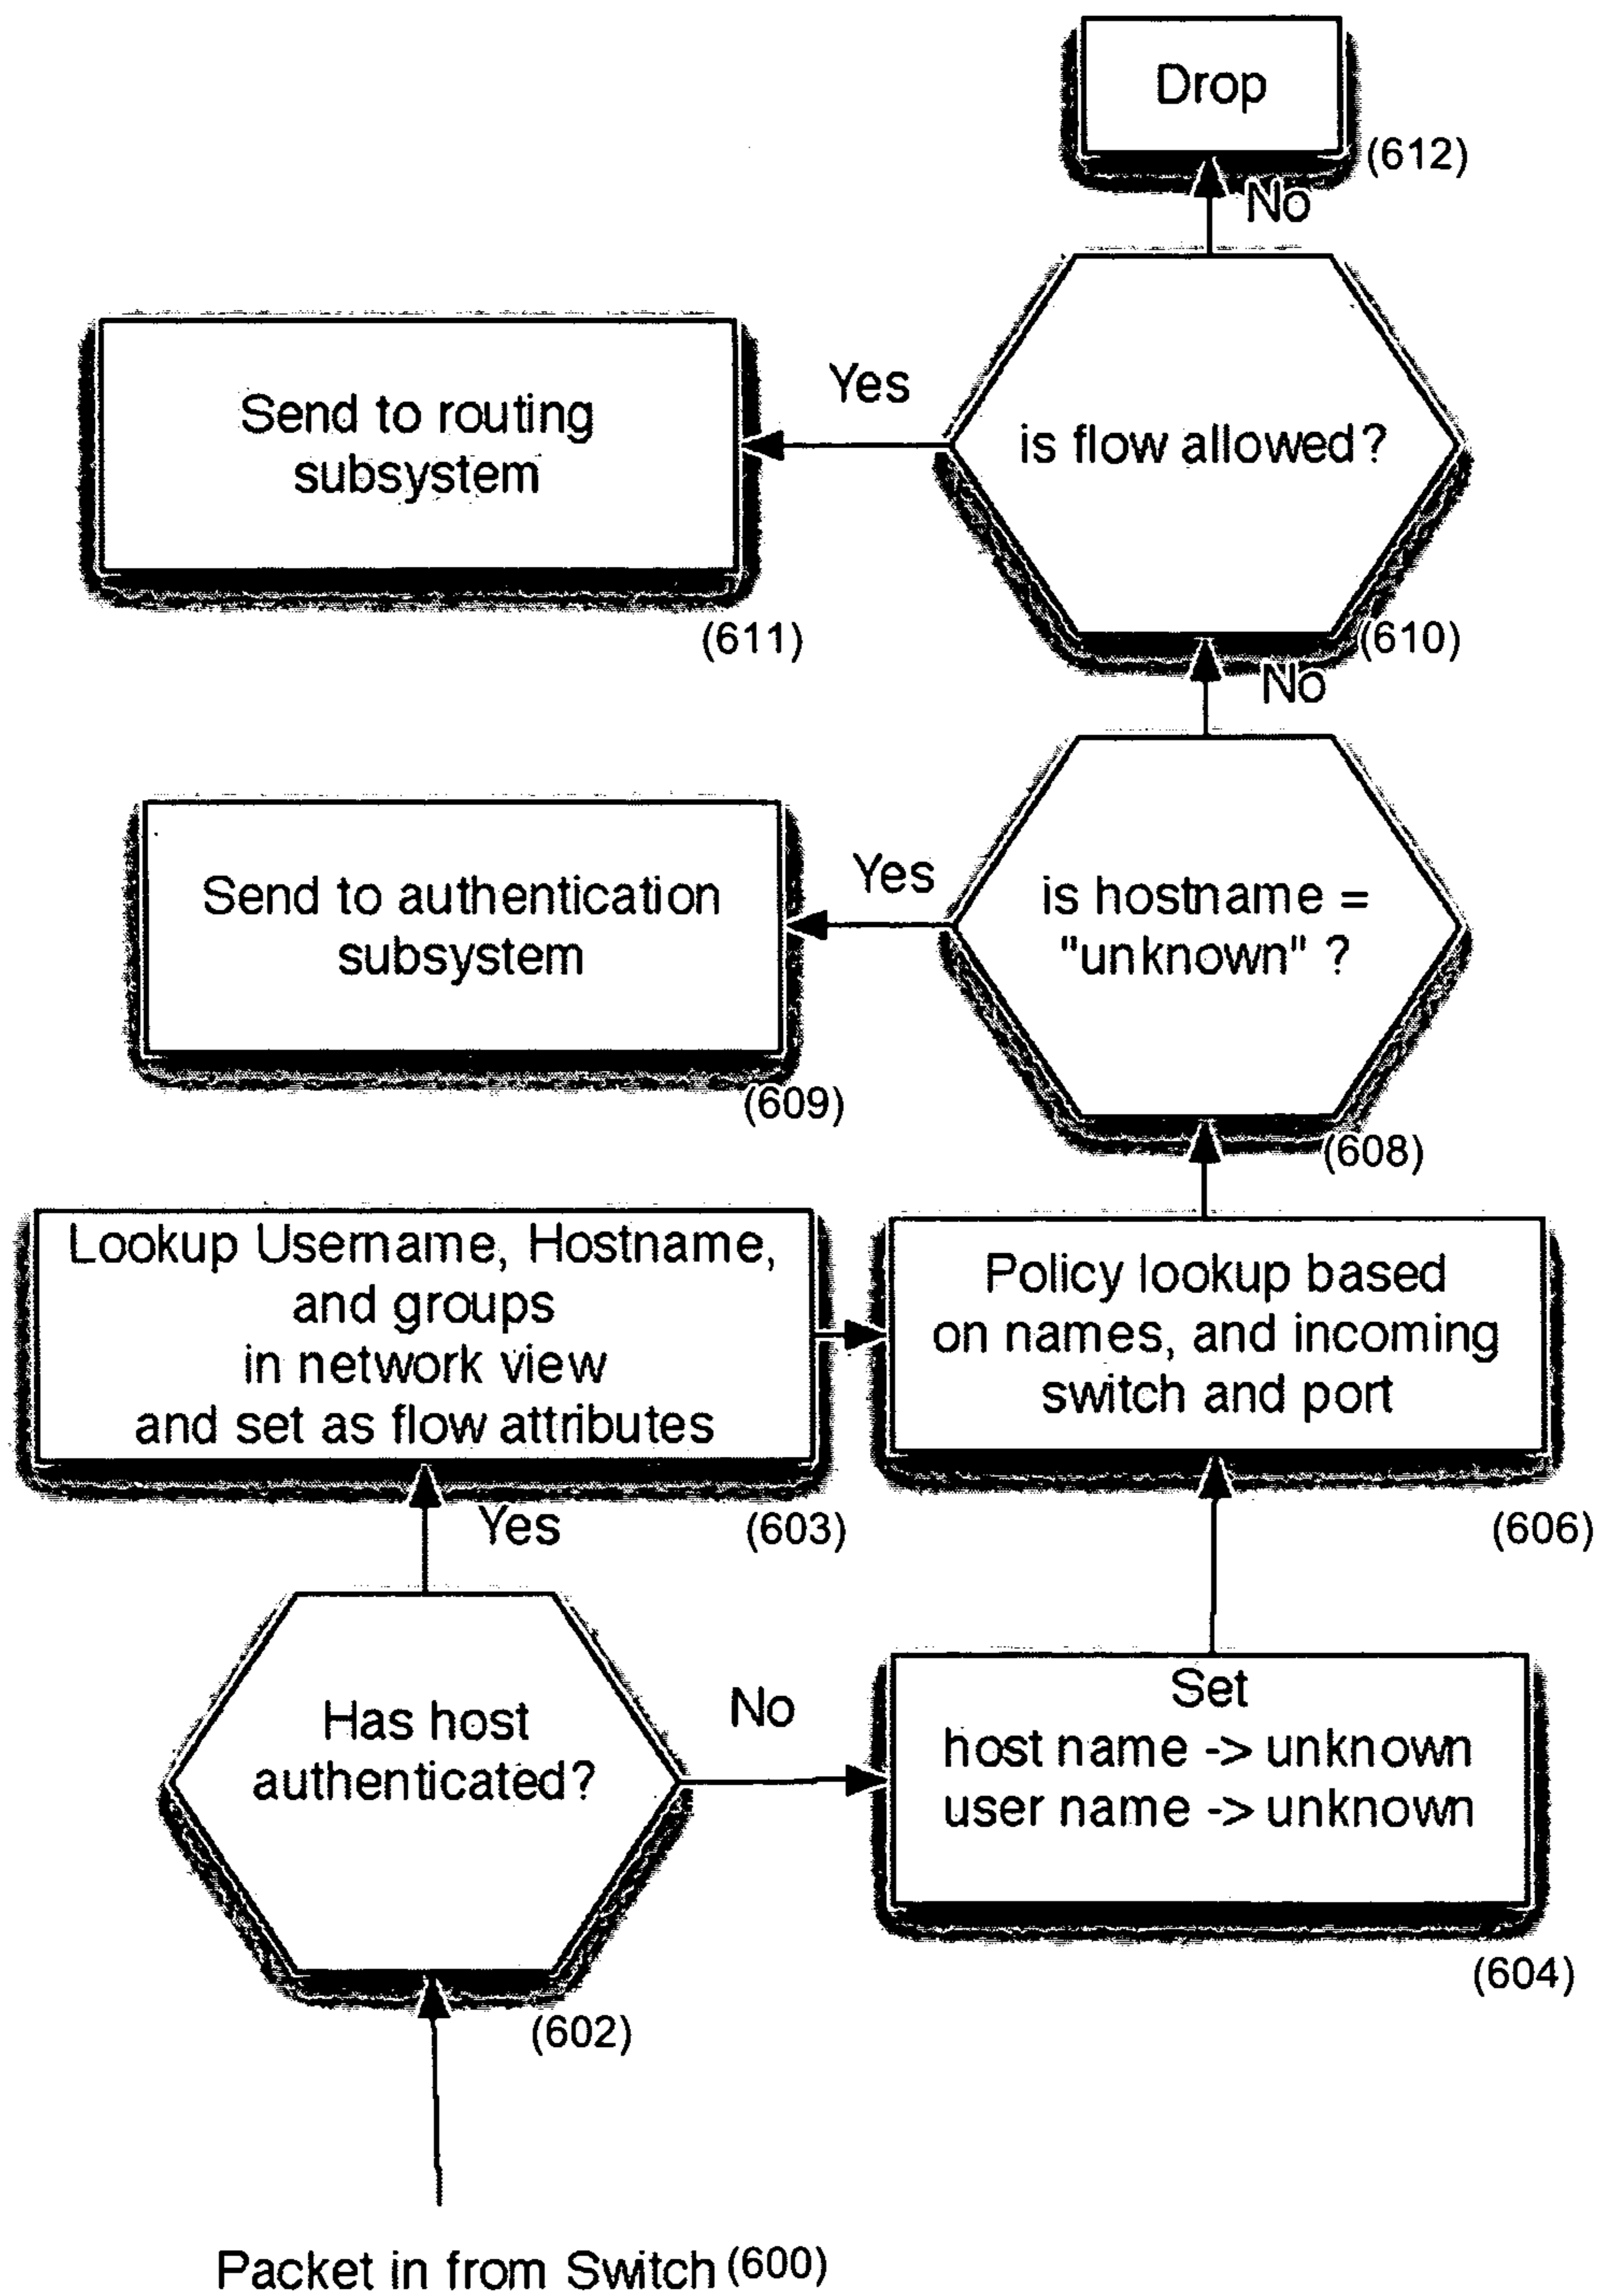 Drop
(612)
No
Send to routing
subsystem
(611)
Yes
is flow allowed?
(610)
No
Send to authentication
subsystem
(609)
Yes
is hostname =
"unknown" ?
(608)
Lookup Username, Hostname,
and groups
in network view
and set as flow attributes
(603)
Policy lookup based
on names, and incoming
switch and port
(606)
Yes
Has host
authenticated?
(602)
No
Set
host name -> unknown
user name -> unknown
(604)
Packet in from Switch (600)